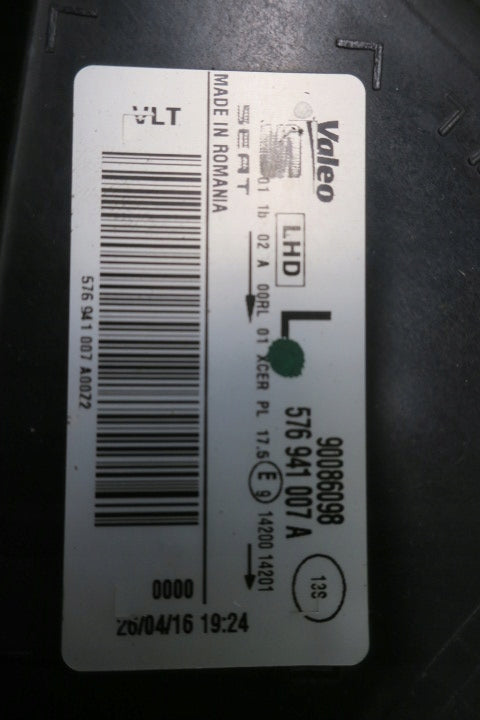 Valeo
90086098
L 576 941 007 A
LHD
13S
SEAT
01 1b 02 A 00RL 01 XCER PL 17.5 E 9 14200 14201
MADE IN ROMANIA
VLT
0000
576 941 007 A00Z2
26/04/16 19:24